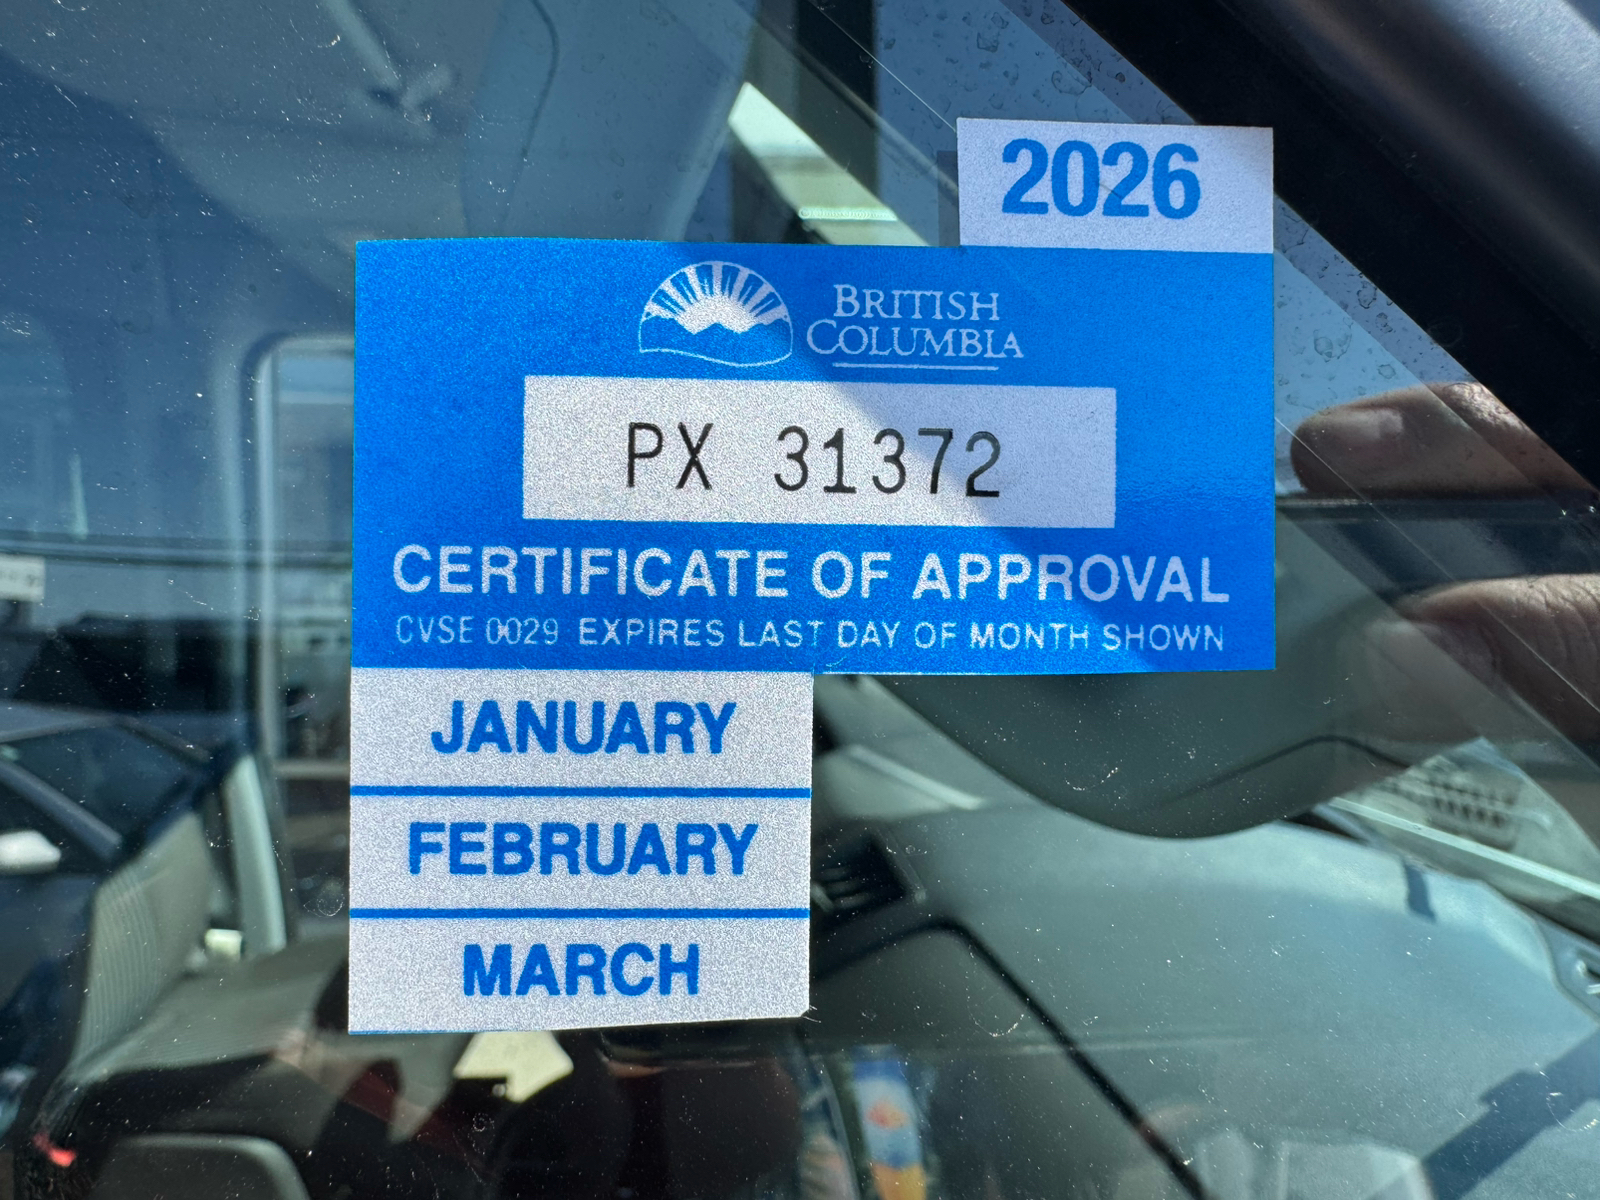 2026
BRITISH
COLUMBIA
PX 31372
CERTIFICATE OF APPROVAL
CVSE 0029 EXPIRES LAST DAY OF MONTH SHOWN
JANUARY
FEBRUARY
MARCH